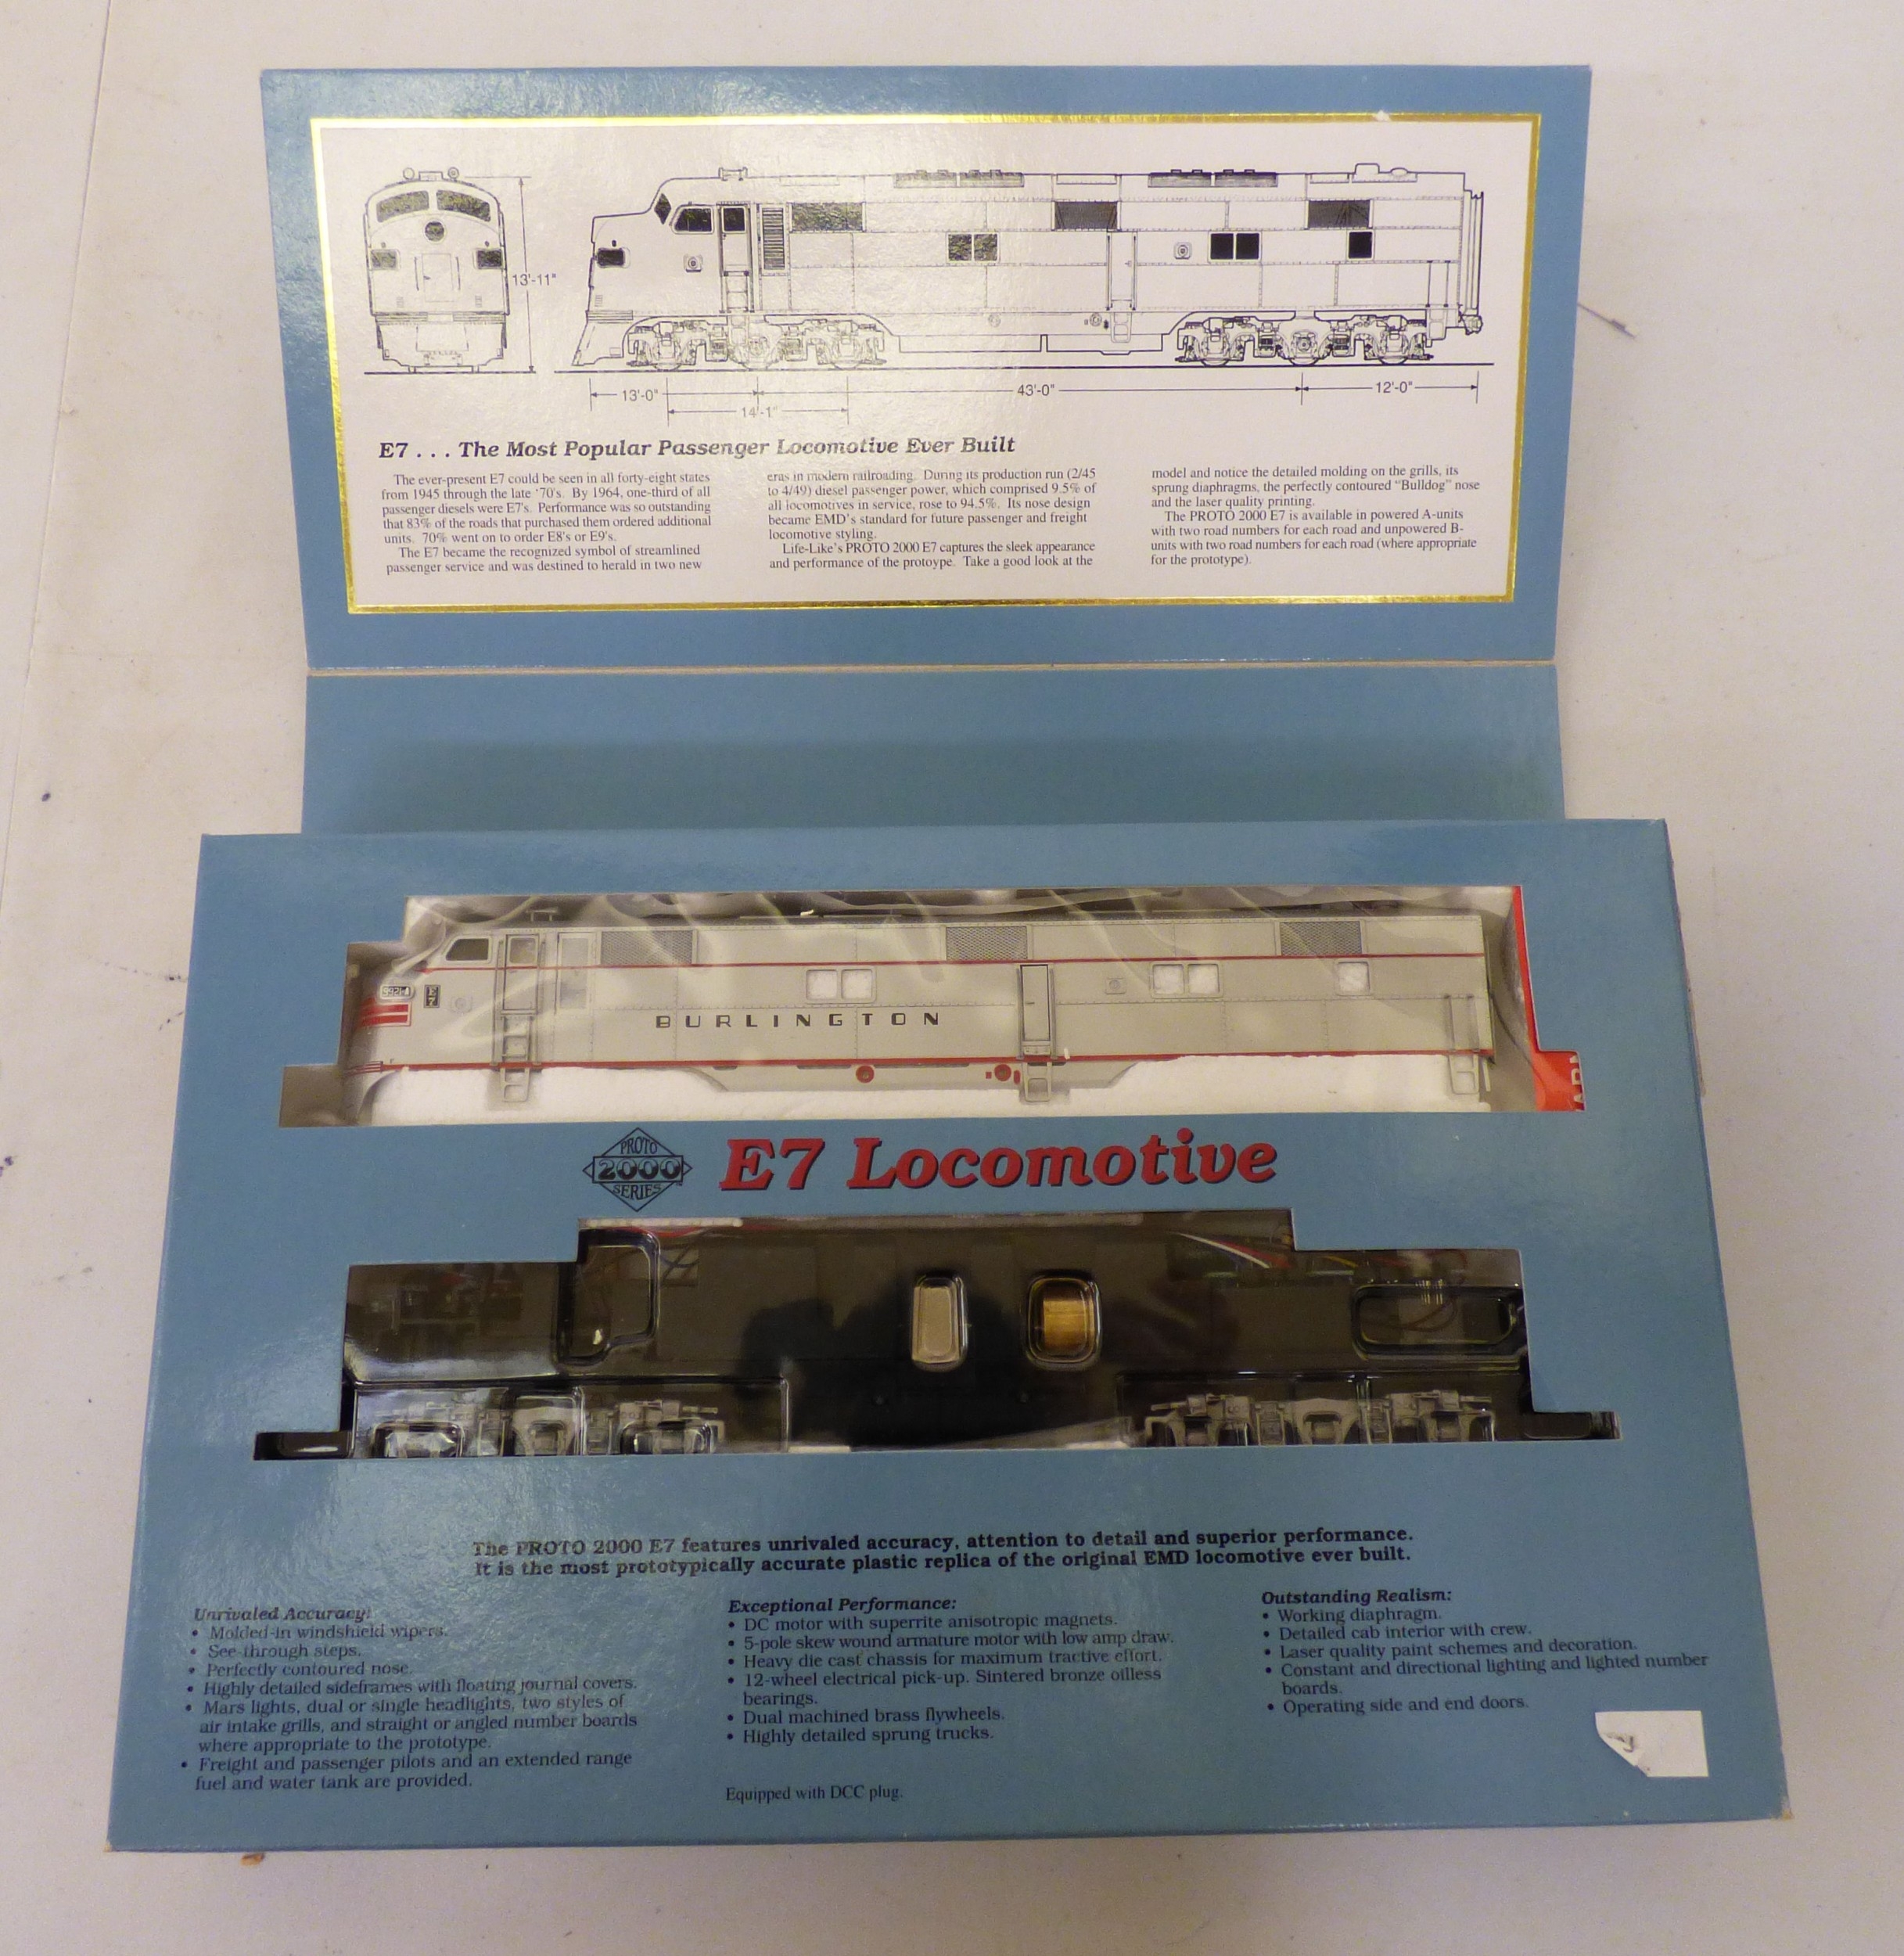 13'-11"
13'-0"
43'-0"
12'-0"
14'-1"
E7 . . . The Most Popular Passenger Locomotive Ever Built
The ever-present E7 could be seen in all forty-eight states
from 1945 through the late '70's. By 1964, one-third of all
passenger diesels were E7's. Performance was so outstanding
that 83% of the roads that purchased them ordered additional
units. 70% went on to order E8's or E9's.
The E7 became the recognized symbol of streamlined
passenger service and was destined to herald in two new
eras in modern railroading. During its production run (2/45
to 4/49) diesel passenger power, which comprised 9.5% of
all locomotives in service, rose to 94.5%. Its nose design
became EMD's standard for future passenger and freight
locomotive styling.
Life-Like's PROTO 2000 E7 captures the sleek appearance
and performance of the protoype. Take a good look at the
model and notice the detailed molding on the grills, its
sprung diaphragms, the perfectly contoured "Bulldog" nose
and the laser quality printing.
The PROTO 2000 E7 is available in powered A-units
with two road numbers for each road and unpowered B-
units with two road numbers for each road (where appropriate
for the prototype).
E
7
BURLINGTON
PROTO
2000
SERIES
E7 Locomotive
The PROTO 2000 E7 features unrivaled accuracy, attention to detail and superior performance.
It is the most prototypically accurate plastic replica of the original EMD locomotive ever built.
Unrivaled Accuracy:
• Molded-in windshield wipers.
• See-through steps.
• Perfectly contoured nose.
• Highly detailed sideframes with floating journal covers.
• Mars lights, dual or single headlights, two styles of
air intake grills, and straight or angled number boards
where appropriate to the prototype.
• Freight and passenger pilots and an extended range
fuel and water tank are provided.
Exceptional Performance:
• DC motor with superrite anisotropic magnets.
• 5-pole skew wound armature motor with low amp draw.
• Heavy die cast chassis for maximum tractive effort.
• 12-wheel electrical pick-up. Sintered bronze oilless
bearings.
• Dual machined brass flywheels.
• Highly detailed sprung trucks.
Equipped with DCC plug.
Outstanding Realism:
• Working diaphragm.
• Detailed cab interior with crew.
• Laser quality paint schemes and decoration.
• Constant and directional lighting and lighted number
boards.
• Operating side and end doors.